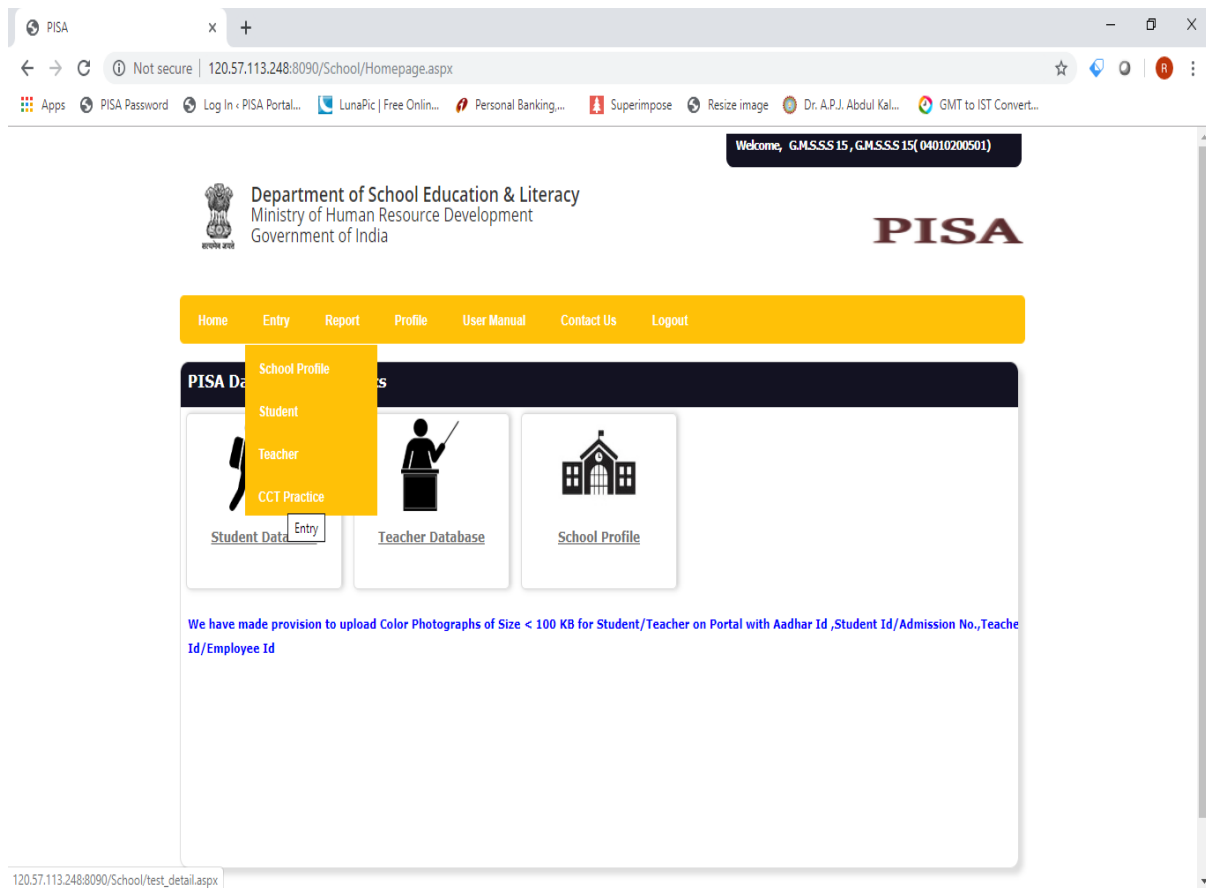 PISA
Not secure | 120.57.113.248:8090/School/Homepage.aspx
Apps PISA Password Log In ‹ PISA Portal... LunaPic | Free Onlin... Personal Banking,... Superimpose Resize image Dr. A.P.J. Abdul Kal... GMT to IST Convert...
R
Welcome, G.M.S.S.S 15 , G.M.S.S.S 15( 04010200501)
Department of School Education & Literacy
Ministry of Human Resource Development
Government of India
सत्यमेव जयते
PISA
Home Entry Report Profile User Manual Contact Us Logout
School Profile
Student
Teacher
CCT Practice
Entry
PISA Da s
Student Data Teacher Database School Profile
We have made provision to upload Color Photographs of Size < 100 KB for Student/Teacher on Portal with Aadhar Id ,Student Id/Admission No.,Teache
Id/Employee Id
120.57.113.248:8090/School/test_detail.aspx